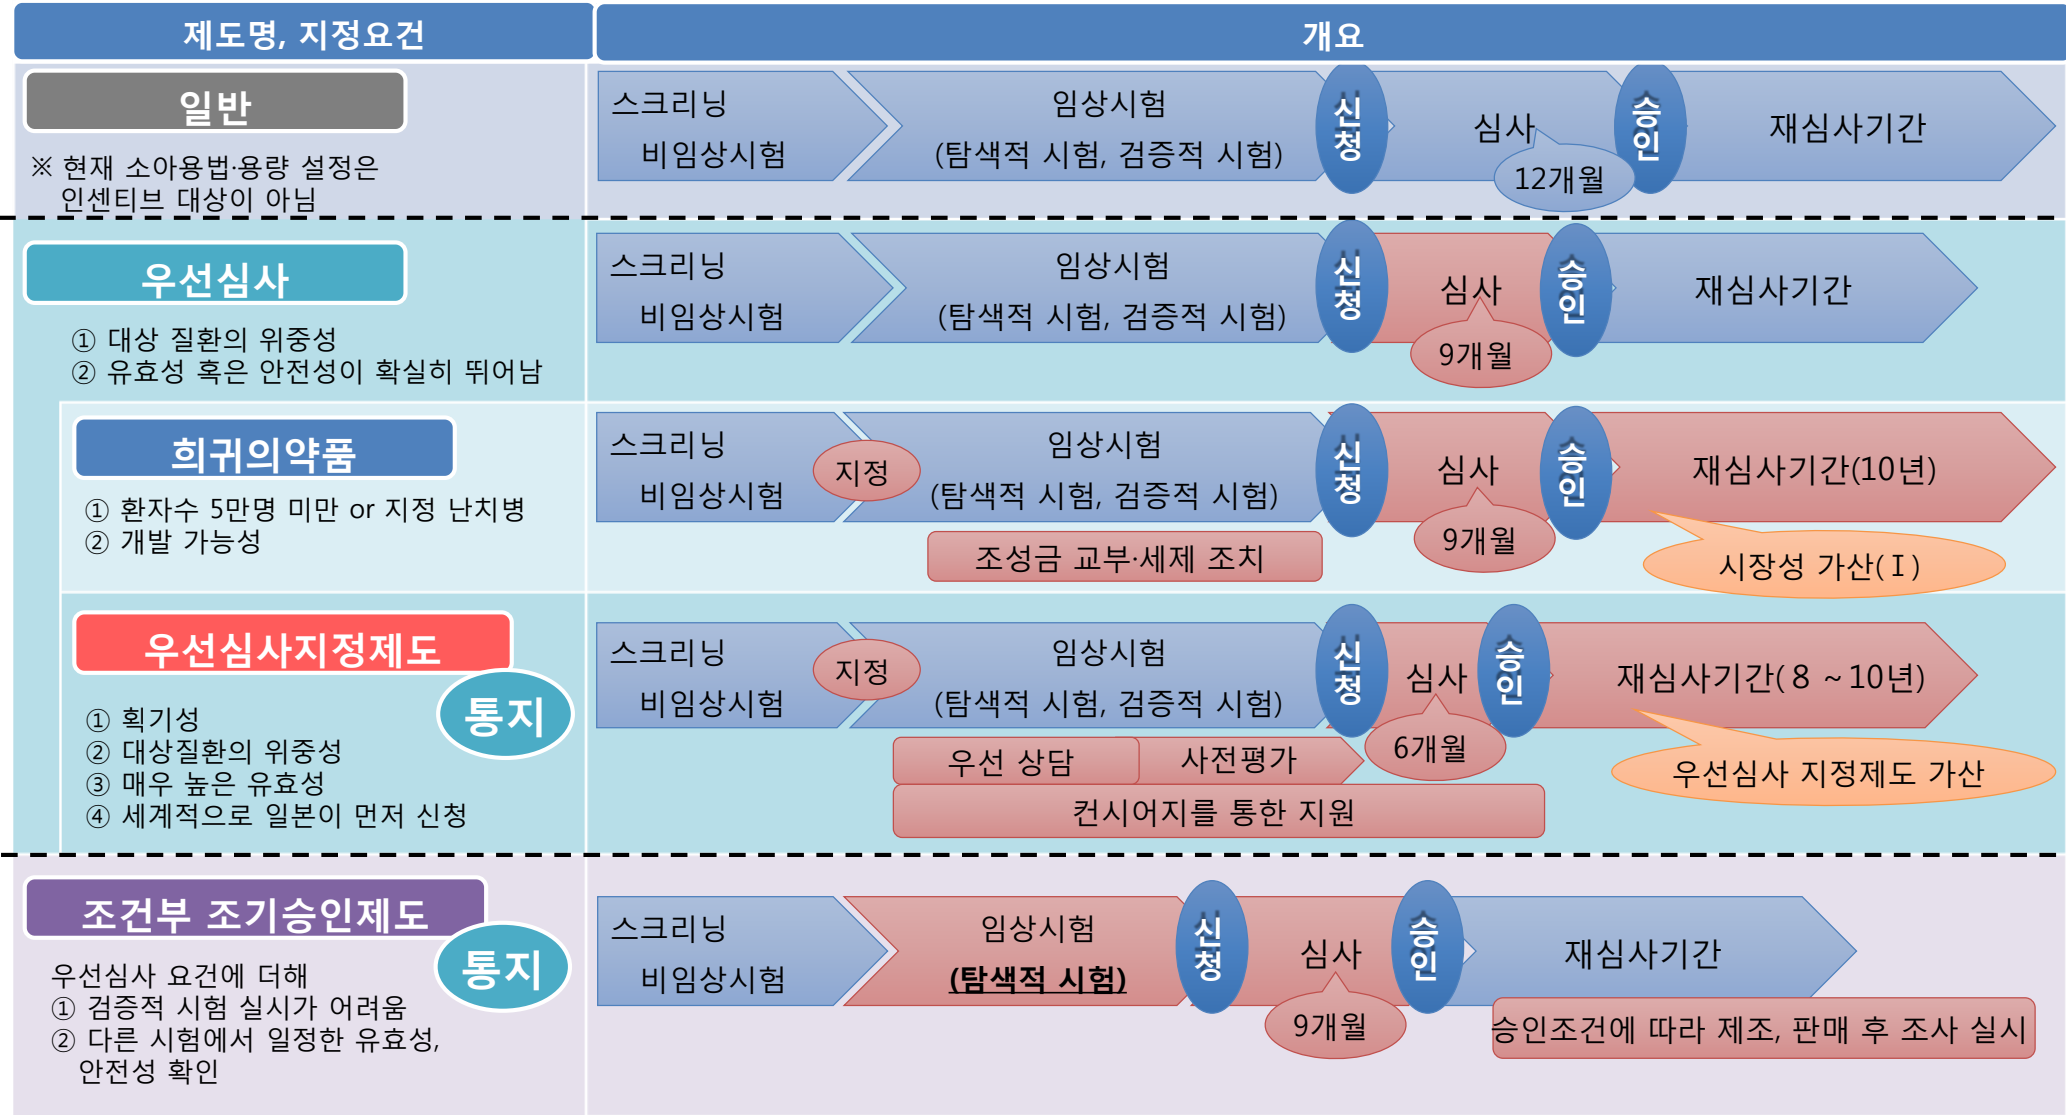 제도명, 지정요건
개요
일반
※ 현재 소아용법·용량 설정은
인센티브 대상이 아님
스크리닝
비임상시험
임상시험
(탐색적 시험, 검증적 시험)
신청
심사
12개월
승인
재심사기간
우선심사
① 대상 질환의 위중성
② 유효성 혹은 안전성이 확실히 뛰어남
스크리닝
비임상시험
임상시험
(탐색적 시험, 검증적 시험)
신청
심사
9개월
승인
재심사기간
희귀의약품
① 환자수 5만명 미만 or 지정 난치병
② 개발 가능성
스크리닝
비임상시험
지정
임상시험
(탐색적 시험, 검증적 시험)
조성금 교부·세제 조치
신청
심사
9개월
승인
재심사기간(10년)
시장성 가산(Ⅰ)
우선심사지정제도
통지
① 획기성
② 대상질환의 위중성
③ 매우 높은 유효성
④ 세계적으로 일본이 먼저 신청
스크리닝
비임상시험
지정
임상시험
(탐색적 시험, 검증적 시험)
우선 상담
사전평가
컨시어지를 통한 지원
신청
심사
6개월
승인
재심사기간(８～10년)
우선심사 지정제도 가산
조건부 조기승인제도
통지
우선심사 요건에 더해
① 검증적 시험 실시가 어려움
② 다른 시험에서 일정한 유효성,
안전성 확인
스크리닝
비임상시험
임상시험
(탐색적 시험)
신청
심사
9개월
승인
재심사기간
승인조건에 따라 제조, 판매 후 조사 실시